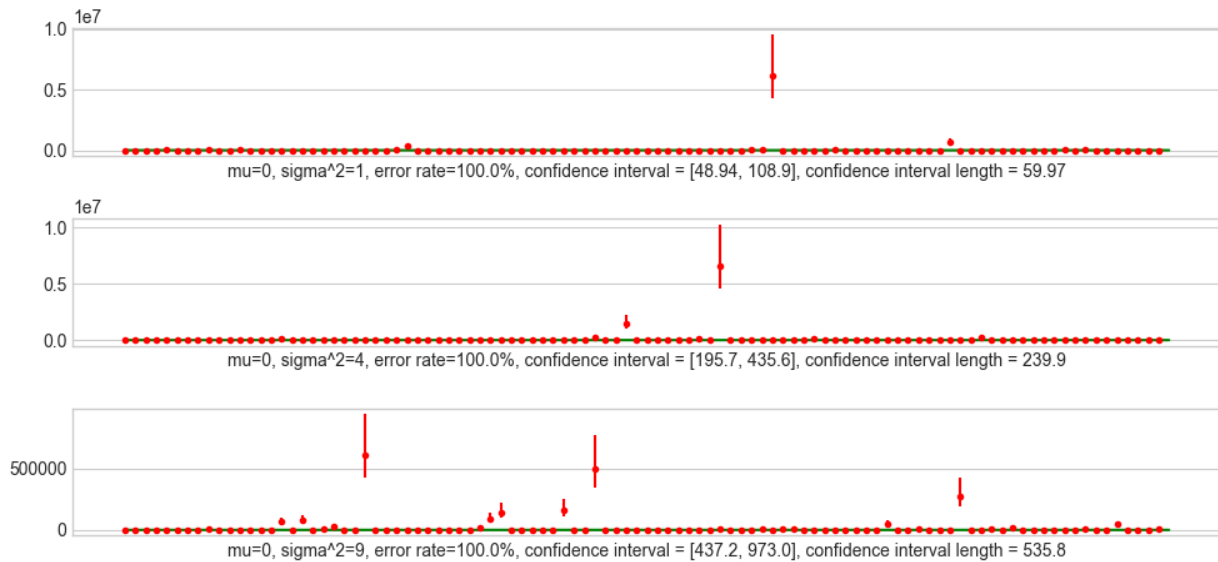 1e7
1.0
0.5
0.0
mu=0, sigma^2=1, error rate=100.0%, confidence interval = [48.94, 108.9], confidence interval length = 59.97
1e7
1.0
0.5
0.0
mu=0, sigma^2=4, error rate=100.0%, confidence interval = [195.7, 435.6], confidence interval length = 239.9
500000
0
mu=0, sigma^2=9, error rate=100.0%, confidence interval = [437.2, 973.0], confidence interval length = 535.8